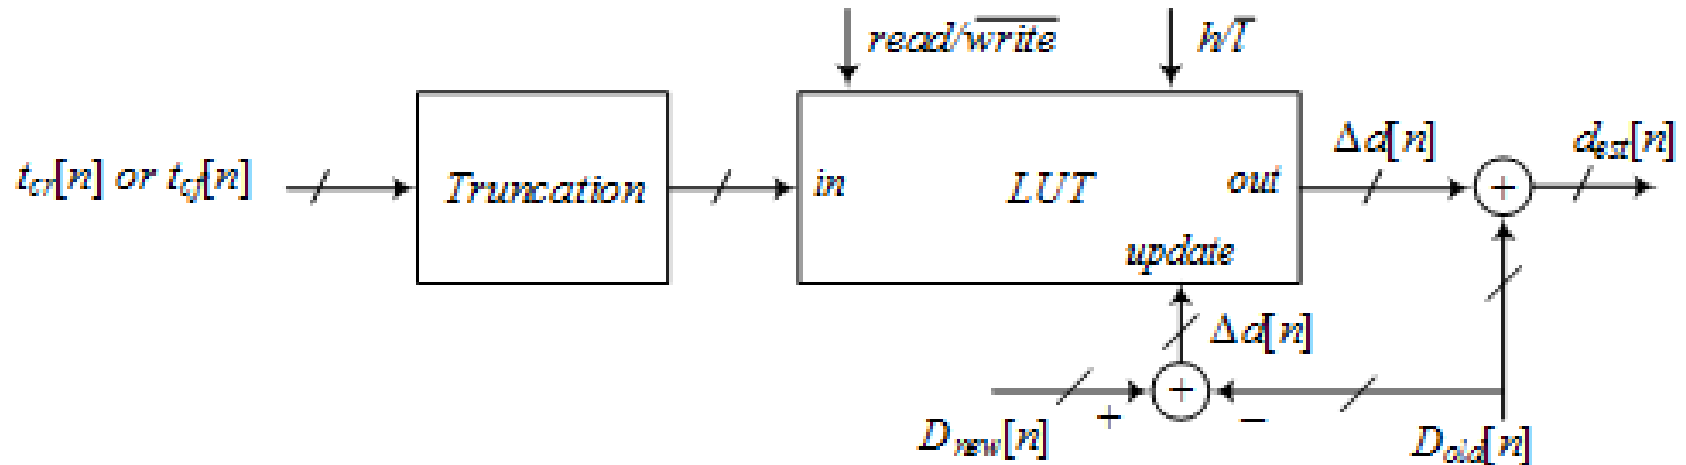 read/write h/l
t_cr[n] or t_cf[n] Truncation in LUT out Δd[n] + d_est[n]
update
Δd[n]
+
+ −
D_new[n] D_old[n]